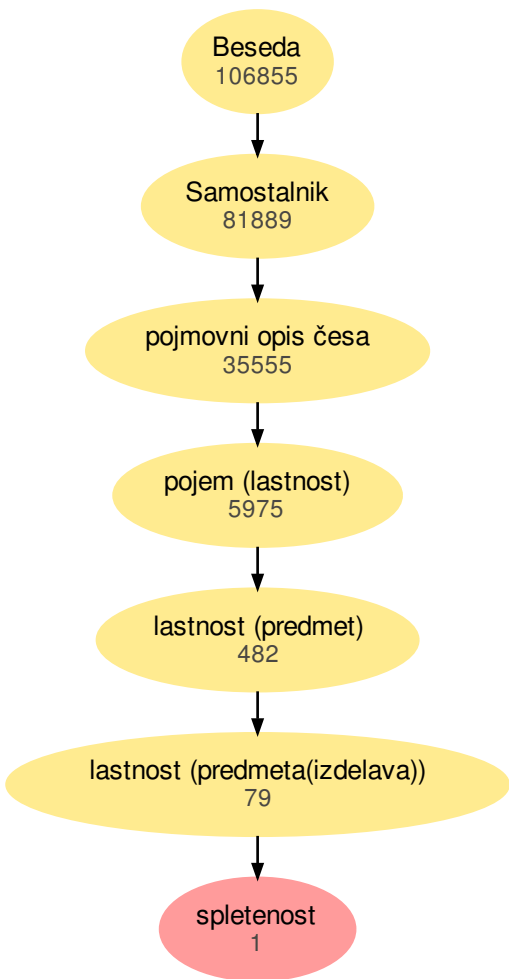 Beseda
106855
Samostalnik
81889
pojmovni opis česa
35555
pojem (lastnost)
5975
lastnost (predmet)
482
lastnost (predmeta(izdelava))
79
spletenost
1